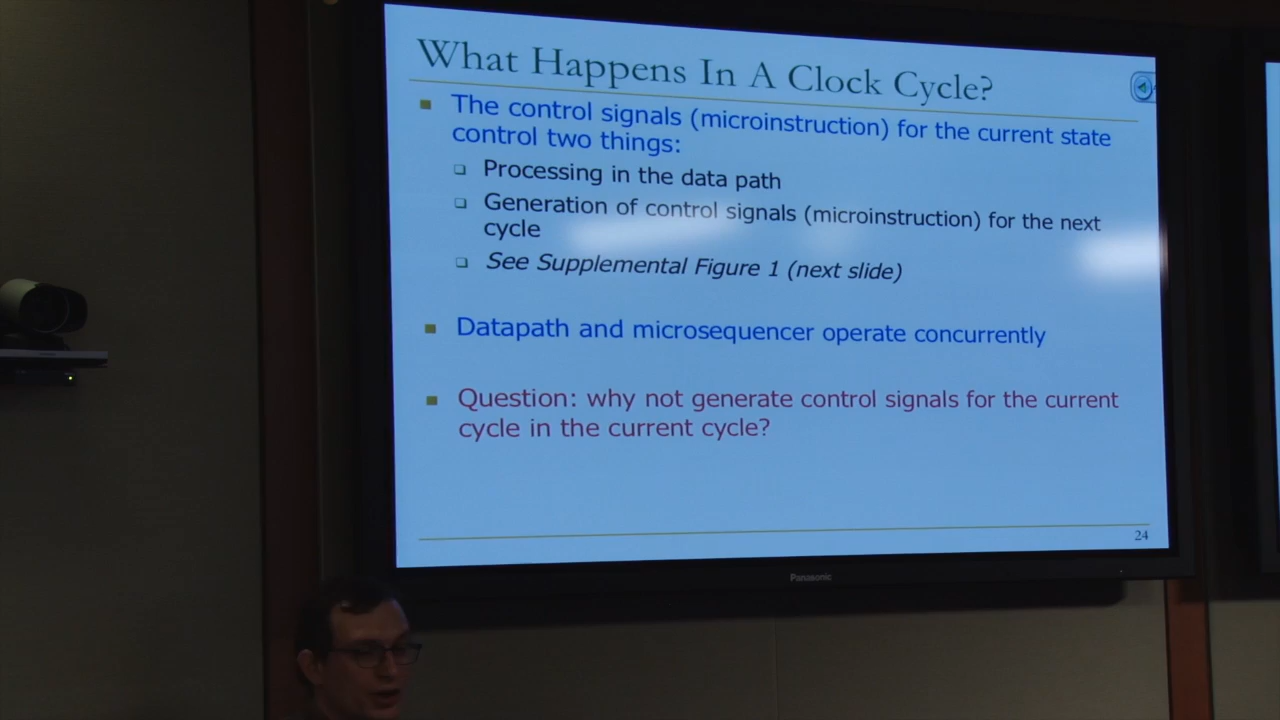 What Happens In A Clock Cycle?
The control signals (microinstruction) for the current state
control two things:
Processing in the data path
Generation of control signals (microinstruction) for the next
cycle
See Supplemental Figure 1 (next slide)
Datapath and microsequencer operate concurrently
Question: why not generate control signals for the current
cycle in the current cycle?
24
Panasonic